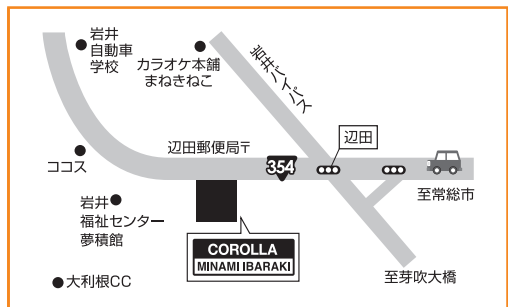 岩井
自動車
学校
カラオケ本舗
まねきねこ
岩井バイパス
ココス
辺田郵便局〒
354
辺田
至常総市
岩井
福祉センター
夢積館
COROLLA
MINAMI IBARAKI
大利根CC
至芽吹大橋